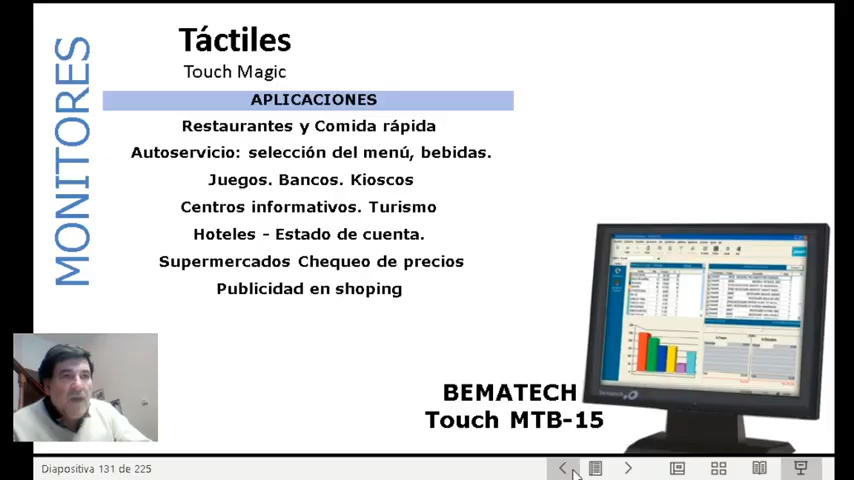 Táctiles
Touch Magic
MONITORES
APLICACIONES
Restaurantes y Comida rápida
Autoservicio: selección del menú, bebidas.
Juegos. Bancos. Kioscos
Centros informativos. Turismo
Hoteles - Estado de cuenta.
Supermercados Chequeo de precios
Publicidad en shoping
BEMATECH
Touch MTB-15
bematech
Diapositiva 131 de 225